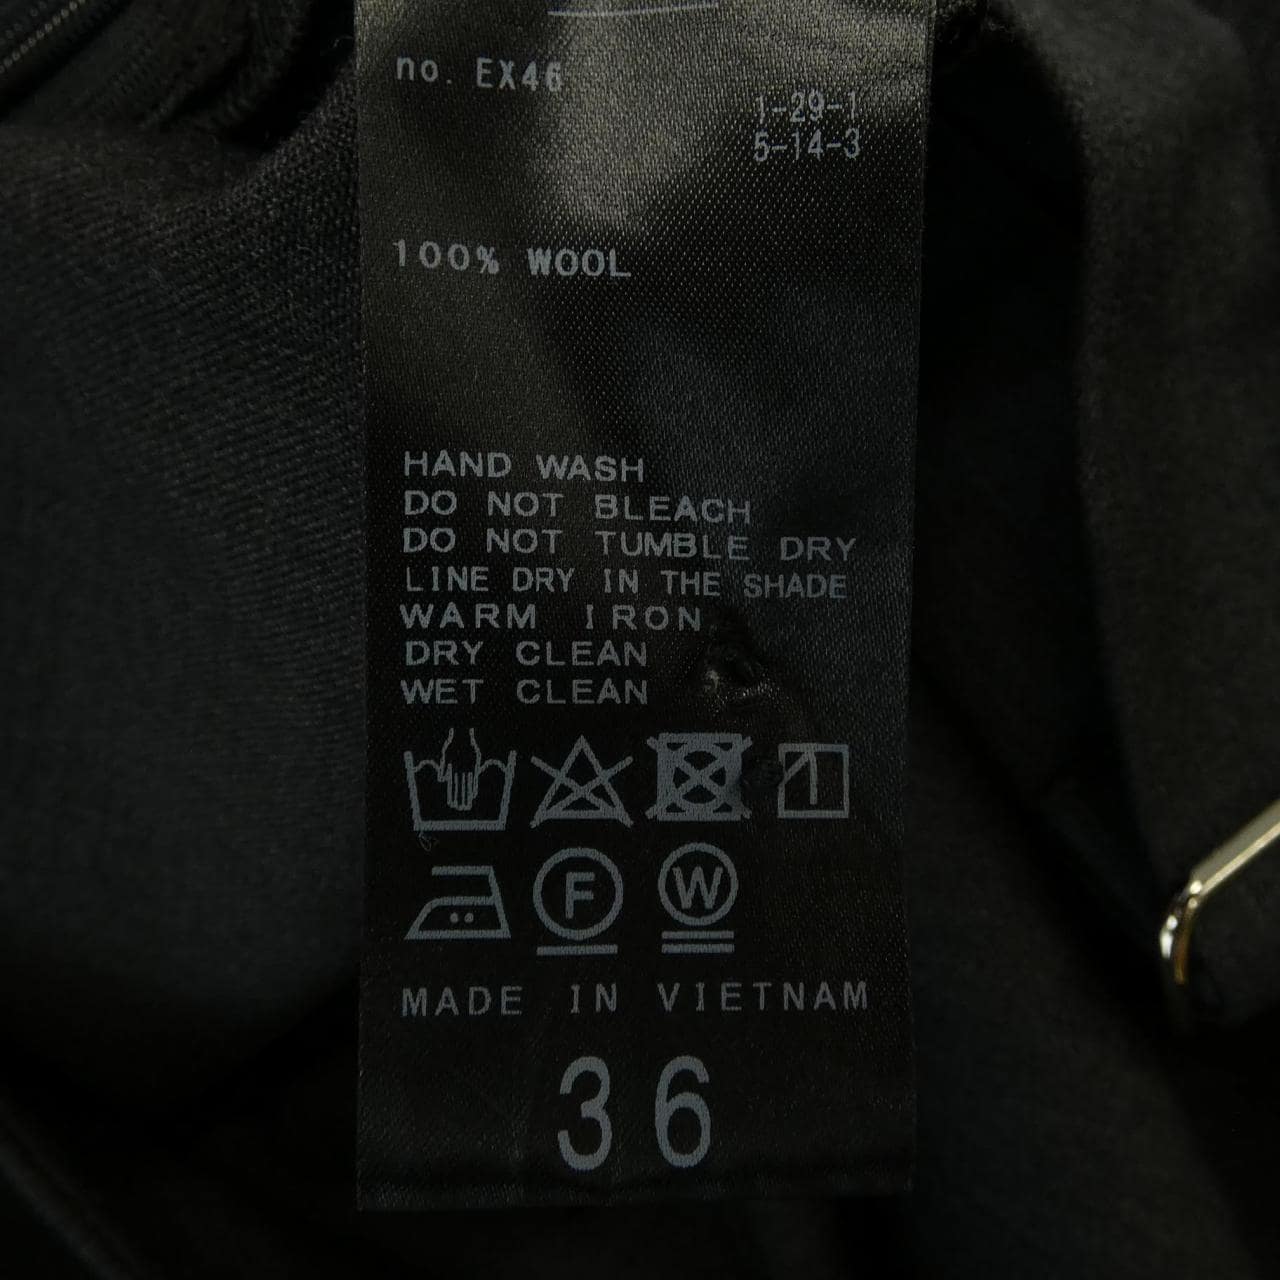 no. EX46
1-29-1
5-14-3
100% WOOL
HAND WASH
DO NOT BLEACH
DO NOT TUMBLE DRY
LINE DRY IN THE SHADE
WARM IRON
DRY CLEAN
WET CLEAN
F W
MADE IN VIETNAM
36